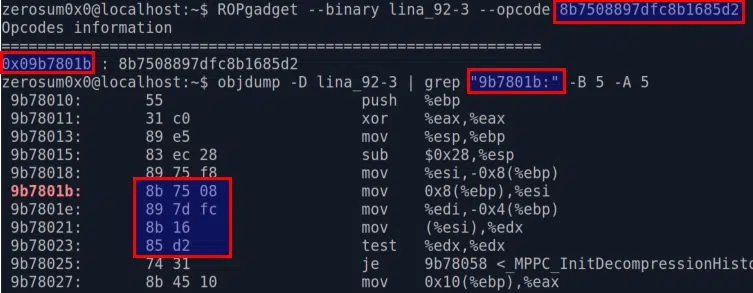 zerosum0x0@localhost:~$ ROPgadget --binary lina_92-3 --opcode 8b7508897dfc8b1685d2
Opcodes information
============================================================
0x09b7801b : 8b7508897dfc8b1685d2
zerosum0x0@localhost:~$ objdump -D lina_92-3 | grep "9b7801b:" -B 5 -A 5
9b78010: 55 push %ebp
9b78011: 31 c0 xor %eax,%eax
9b78013: 89 e5 mov %esp,%ebp
9b78015: 83 ec 28 sub $0x28,%esp
9b78018: 89 75 f8 mov %esi,-0x8(%ebp)
9b7801b: 8b 75 08 mov 0x8(%ebp),%esi
9b7801e: 89 7d fc mov %edi,-0x4(%ebp)
9b78021: 8b 16 mov (%esi),%edx
9b78023: 85 d2 test %edx,%edx
9b78025: 74 31 je 9b78058 <_MPPC_InitDecompressionHisto
9b78027: 8b 45 10 mov 0x10(%ebp),%eax